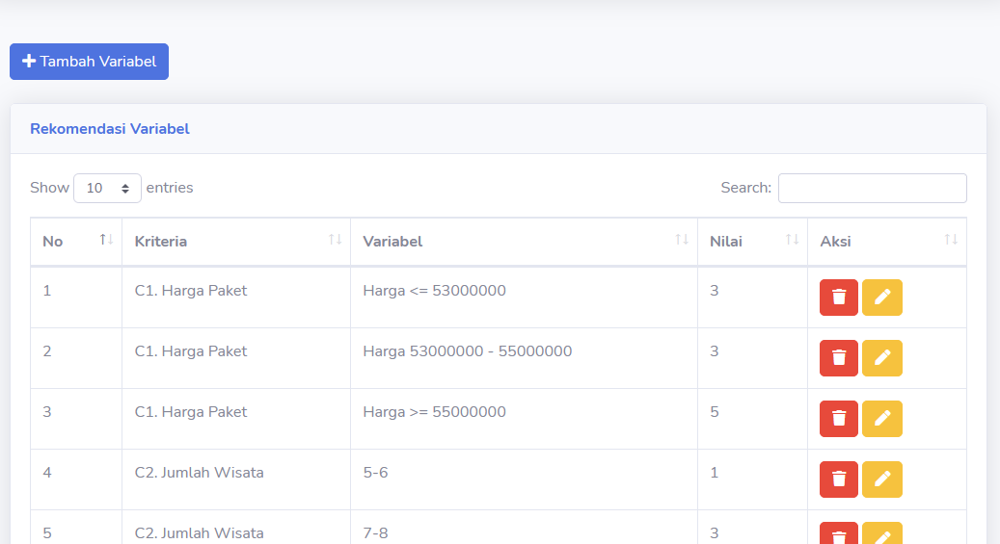 Tambah Variabel
Rekomendasi Variabel
Show 10 entries Search:
No Kriteria Variabel Nilai Aksi
1 C1. Harga Paket Harga <= 53000000 3
2 C1. Harga Paket Harga 53000000 - 55000000 3
3 C1. Harga Paket Harga >= 55000000 5
4 C2. Jumlah Wisata 5-6 1
5 C2. Jumlah Wisata 7-8 3